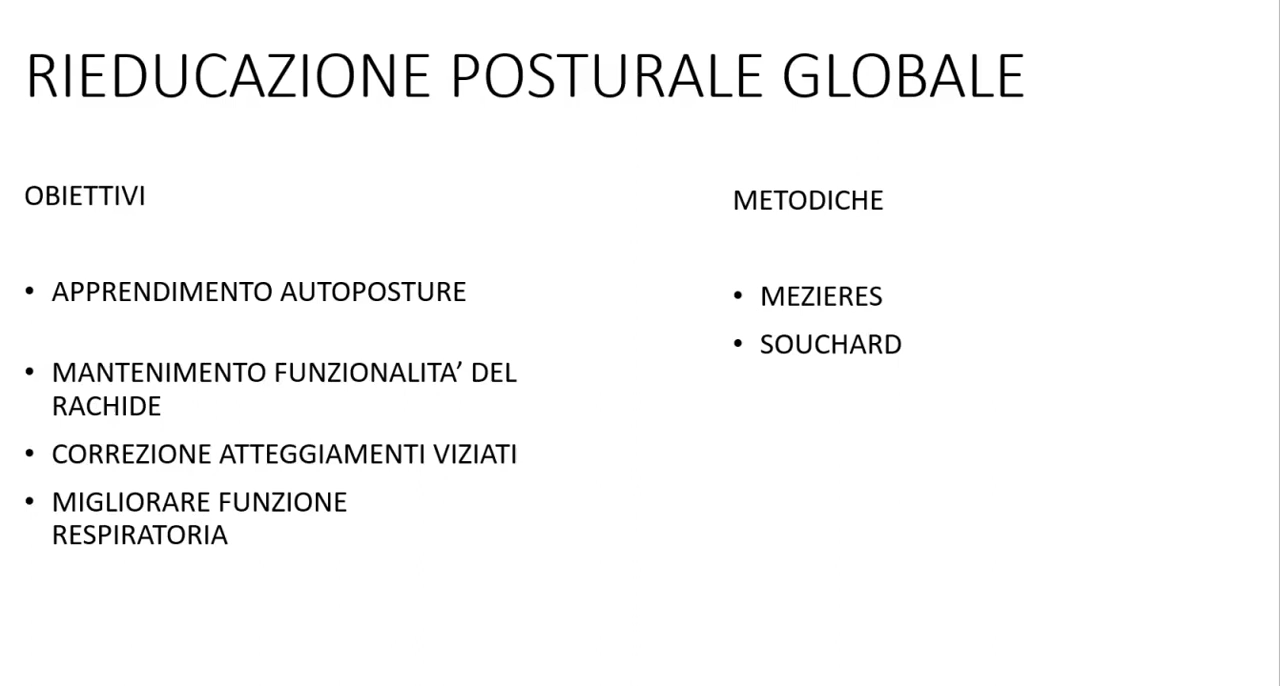 RIEDUCAZIONE POSTURALE GLOBALE
OBIETTIVI
• APPRENDIMENTO AUTOPOSTURE
• MANTENIMENTO FUNZIONALITA’ DEL
RACHIDE
• CORREZIONE ATTEGGIAMENTI VIZIATI
• MIGLIORARE FUNZIONE
RESPIRATORIA
METODICHE
• MEZIERES
• SOUCHARD